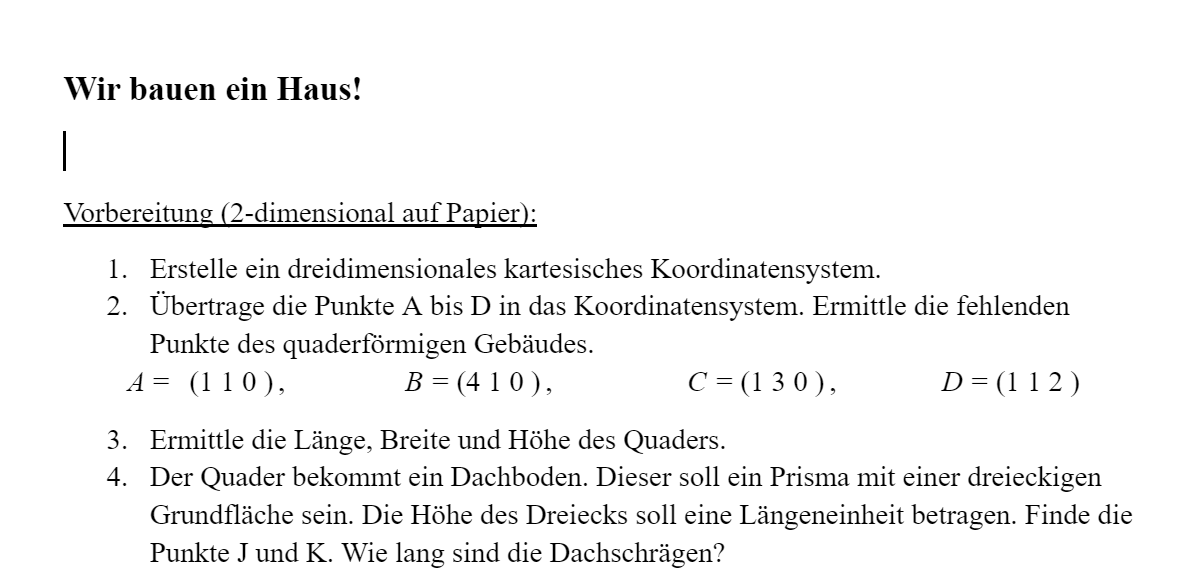 Wir bauen ein Haus!
Vorbereitung (2-dimensional auf Papier):
1. Erstelle ein dreidimensionales kartesisches Koordinatensystem.
2. Übertrage die Punkte A bis D in das Koordinatensystem. Ermittle die fehlenden
Punkte des quaderförmigen Gebäudes.
A = (1 1 0 ), B = (4 1 0 ), C = (1 3 0 ), D = (1 1 2 )
3. Ermittle die Länge, Breite und Höhe des Quaders.
4. Der Quader bekommt ein Dachboden. Dieser soll ein Prisma mit einer dreieckigen
Grundfläche sein. Die Höhe des Dreiecks soll eine Längeneinheit betragen. Finde die
Punkte J und K. Wie lang sind die Dachschrägen?